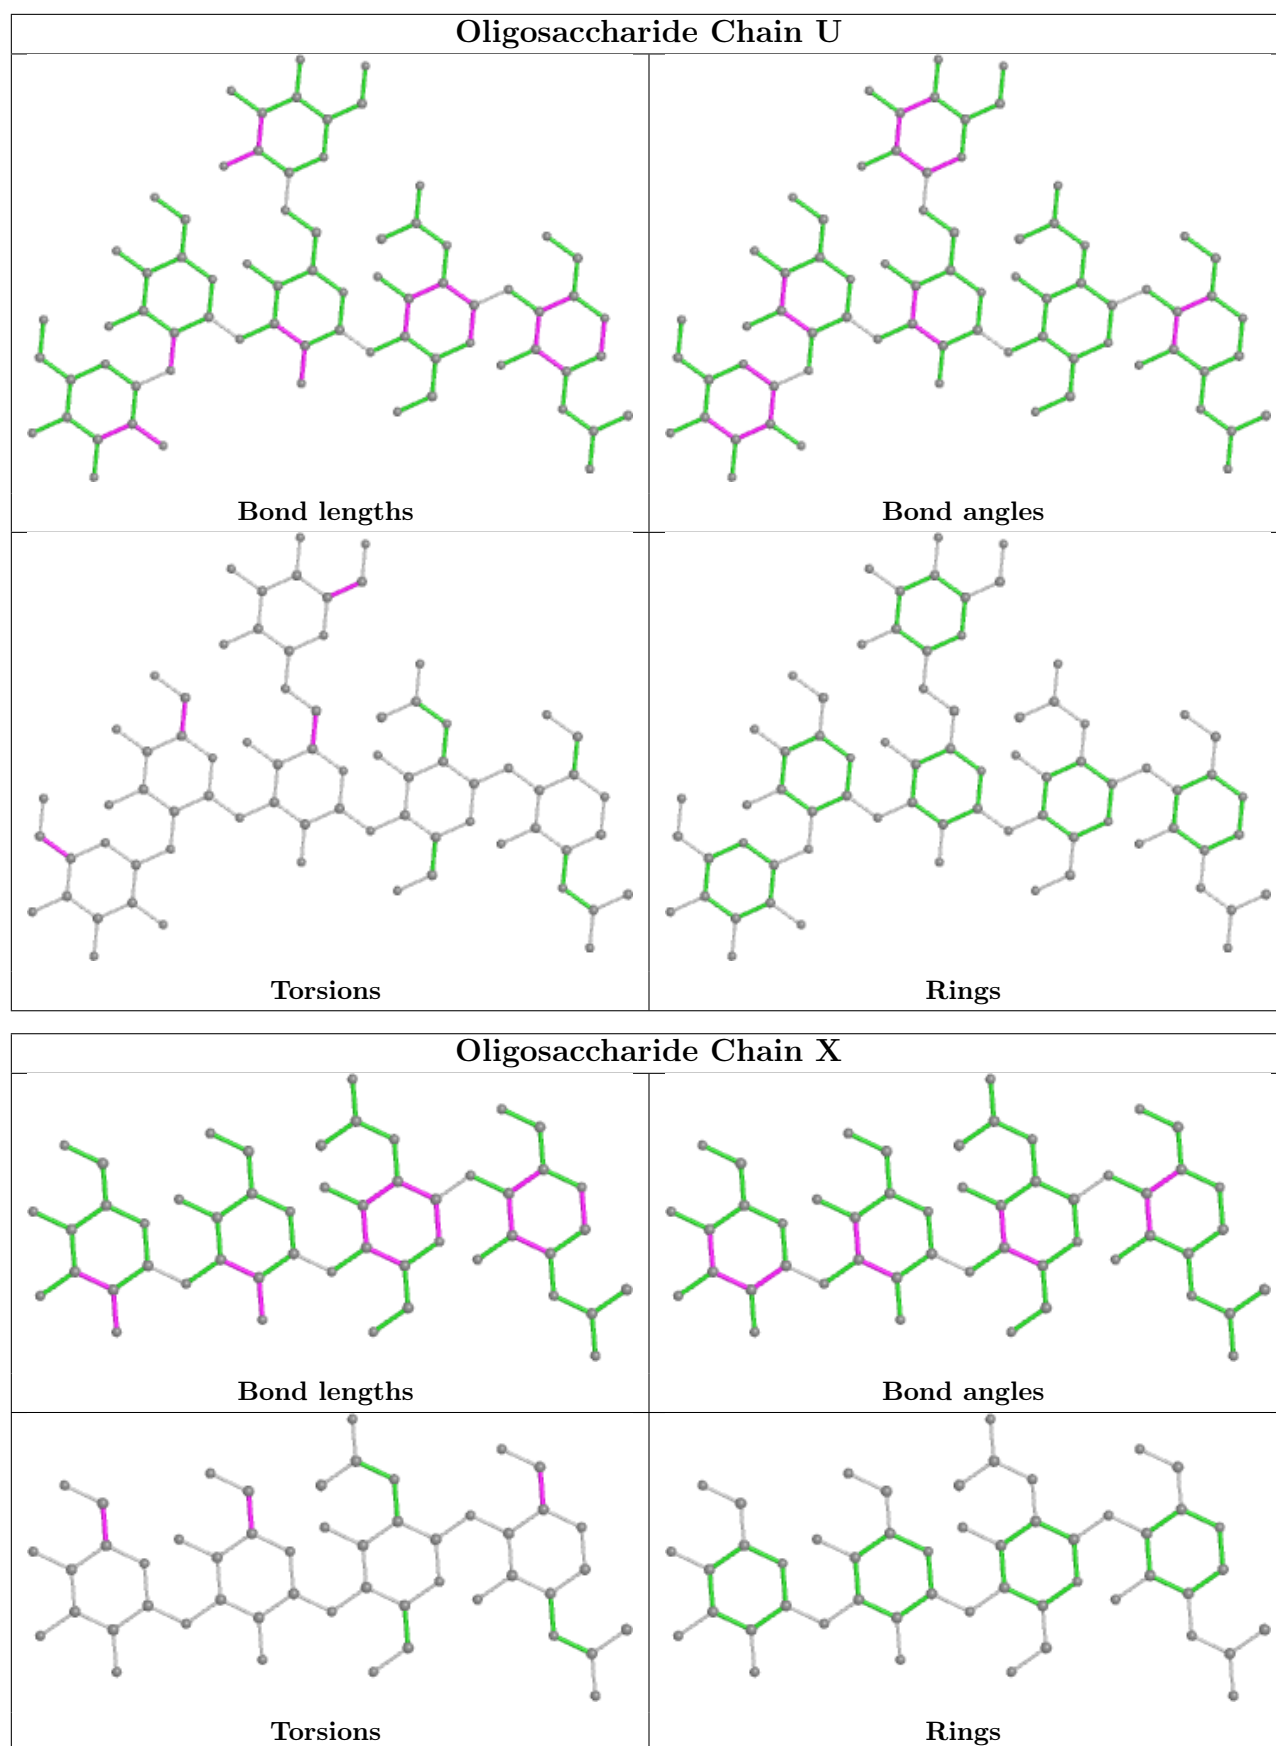 Oligosaccharide Chain U
Bond lengths
Bond angles
Torsions
Rings
Oligosaccharide Chain X
Bond lengths
Bond angles
Torsions
Rings